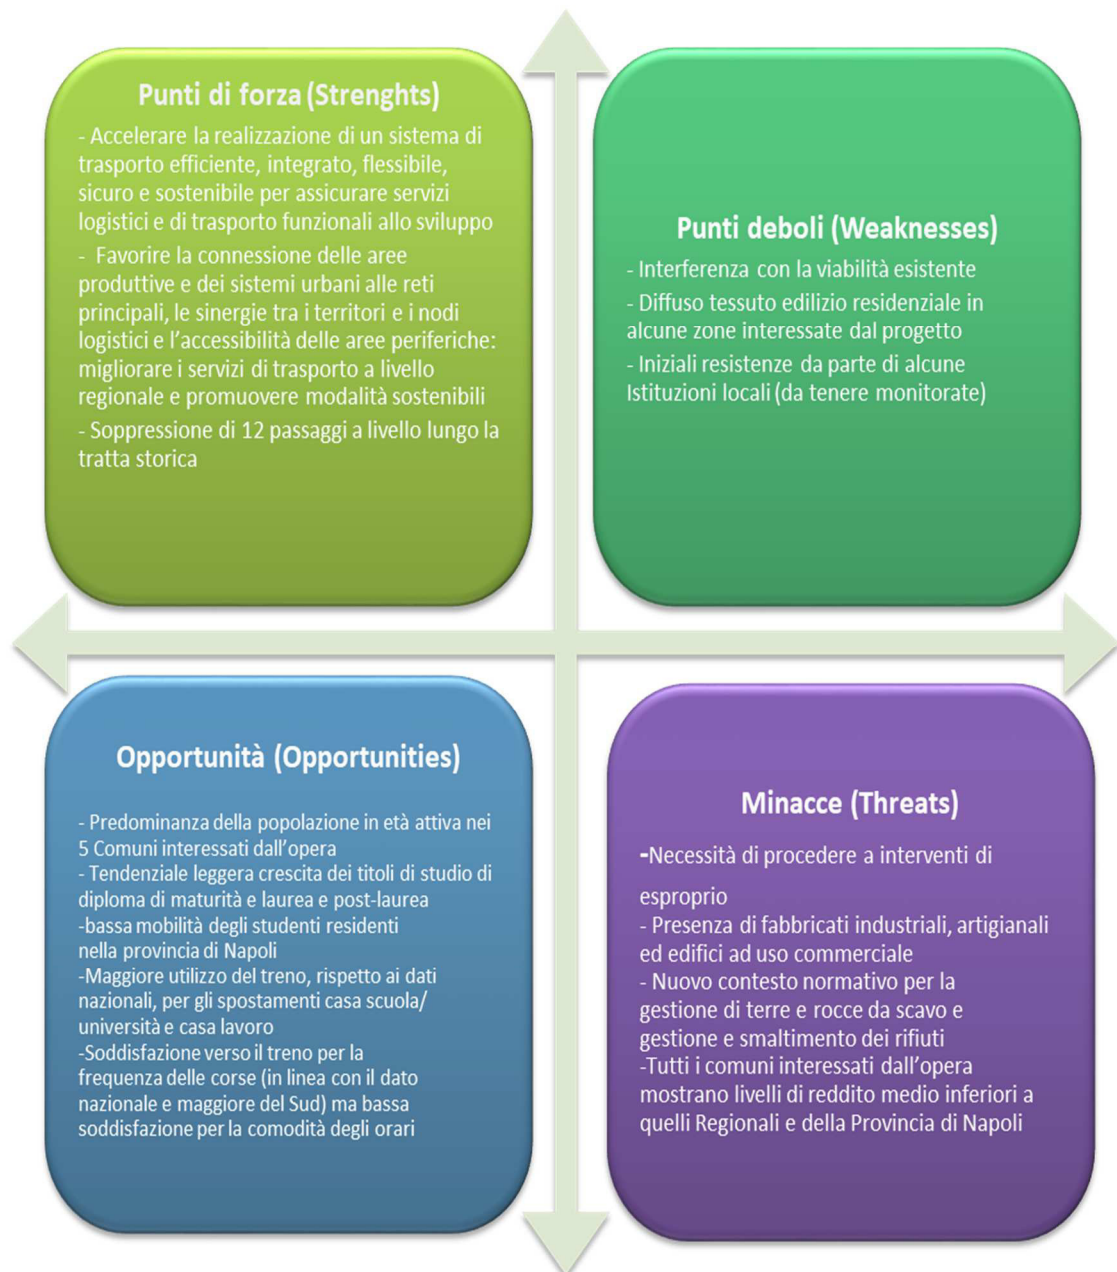 Punti di forza (Strenghts)
- Accelerare la realizzazione di un sistema di
trasporto efficiente, integrato, flessibile,
sicuro e sostenibile per assicurare servizi
logistici e di trasporto funzionali allo sviluppo
- Favorire la connessione delle aree
produttive e dei sistemi urbani alle reti
principali, le sinergie tra i territori e i nodi
logistici e l'accessibilità delle aree periferiche:
migliorare i servizi di trasporto a livello
regionale e promuovere modalità sostenibili
- Soppressione di 12 passaggi a livello lungo la
tratta storica
Punti deboli (Weaknesses)
- Interferenza con la viabilità esistente
- Diffuso tessuto edilizio residenziale in
alcune zone interessate dal progetto
- Iniziali resistenze da parte di alcune
Istituzioni locali (da tenere monitorate)
Opportunità (Opportunities)
- Predominanza della popolazione in età attiva nei
5 Comuni interessati dall'opera
- Tendenziale leggera crescita dei titoli di studio di
diploma di maturità e laurea e post-laurea
-bassa mobilità degli studenti residenti
nella provincia di Napoli
-Maggiore utilizzo del treno, rispetto ai dati
nazionali, per gli spostamenti casa scuola/
università e casa lavoro
-Soddisfazione verso il treno per la
frequenza delle corse (in linea con il dato
nazionale e maggiore del Sud) ma bassa
soddisfazione per la comodità degli orari
Minacce (Threats)
-Necessità di procedere a interventi di
esproprio
- Presenza di fabbricati industriali, artigianali
ed edifici ad uso commerciale
- Nuovo contesto normativo per la
gestione di terre e rocce da scavo e
gestione e smaltimento dei rifiuti
-Tutti i comuni interessati dall'opera
mostrano livelli di reddito medio inferiori a
quelli Regionali e della Provincia di Napoli